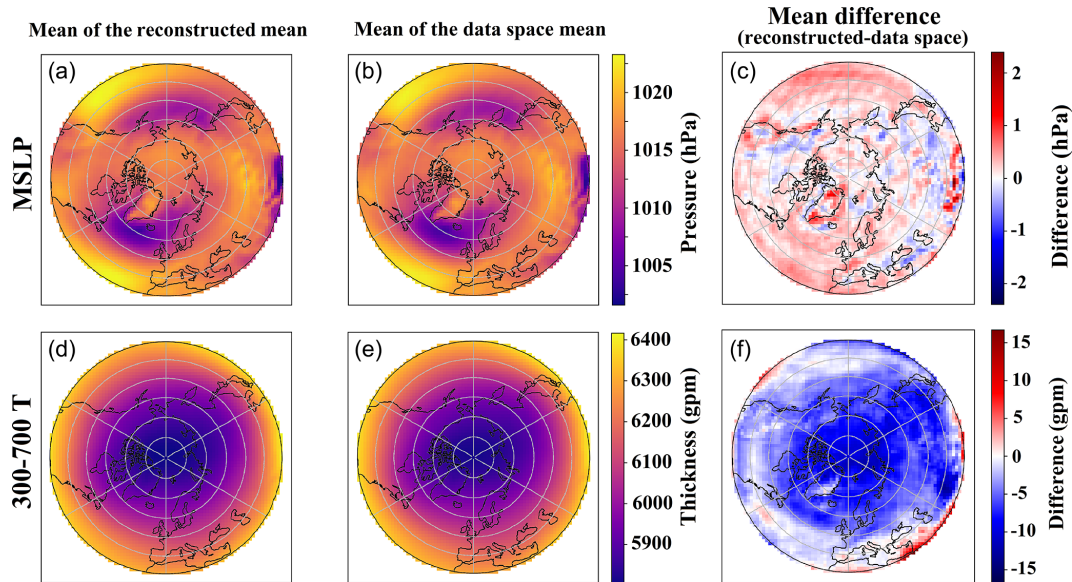 Mean of the reconstructed mean
Mean of the data space mean
Mean difference
(reconstructed-data space)
MSLP
(a)
(b)
1020
1015
1010
1005
Pressure (hPa)
(c)
2
1
0
-1
-2
Difference (hPa)
300-700 T
(d)
(e)
6400
6300
6200
6100
6000
5900
Thickness (gpm)
(f)
15
10
5
0
-5
-10
-15
Difference (gpm)